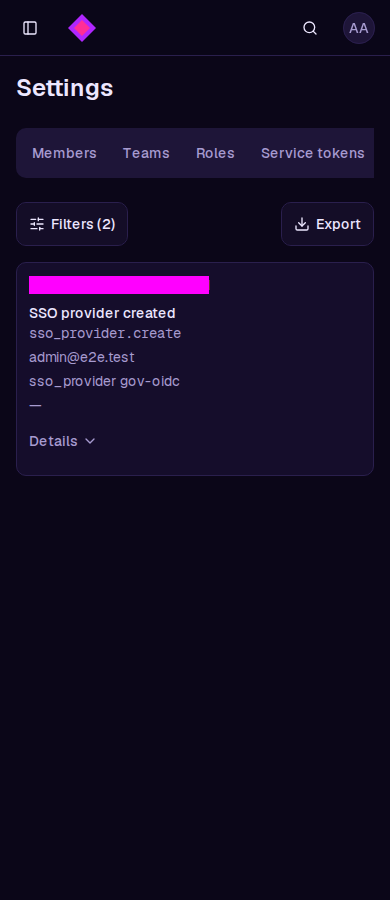 AA
Settings
Members Teams Roles Service tokens
Filters (2) Export
SSO provider created
sso_provider.create
admin@e2e.test
sso_provider gov-oidc
—
Details